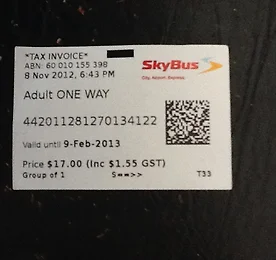 *TAX INVOICE*
ABN: 60 010 155 398
8 Nov 2012, 6:43 PM
SkyBus
City. Airport. Express.
Adult ONE WAY
442011281270134122
Valid until 9-Feb-2013
Price $17.00 (Inc $1.55 GST)
Group of 1 S==>> T33